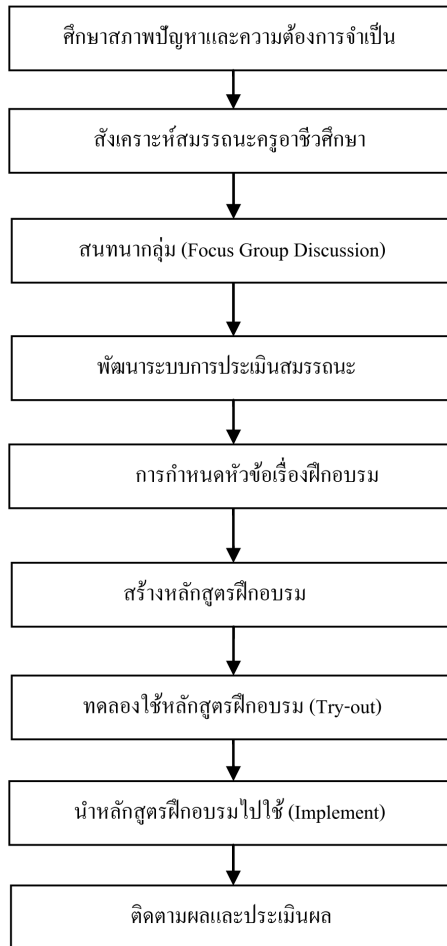 ศึกษาสภาพปัญหาและความต้องการจำเป็น
สังเคราะห์สมรรถนะครูอาชีวศึกษา
สนทนากลุ่ม (Focus Group Discussion)
พัฒนาระบบการประเมินสมรรถนะ
การกำหนดหัวข้อเรื่องฝึกอบรม
สร้างหลักสูตรฝึกอบรม
ทดลองใช้หลักสูตรฝึกอบรม (Try-out)
นำหลักสูตรฝึกอบรมไปใช้ (Implement)
ติดตามผลและประเมินผล